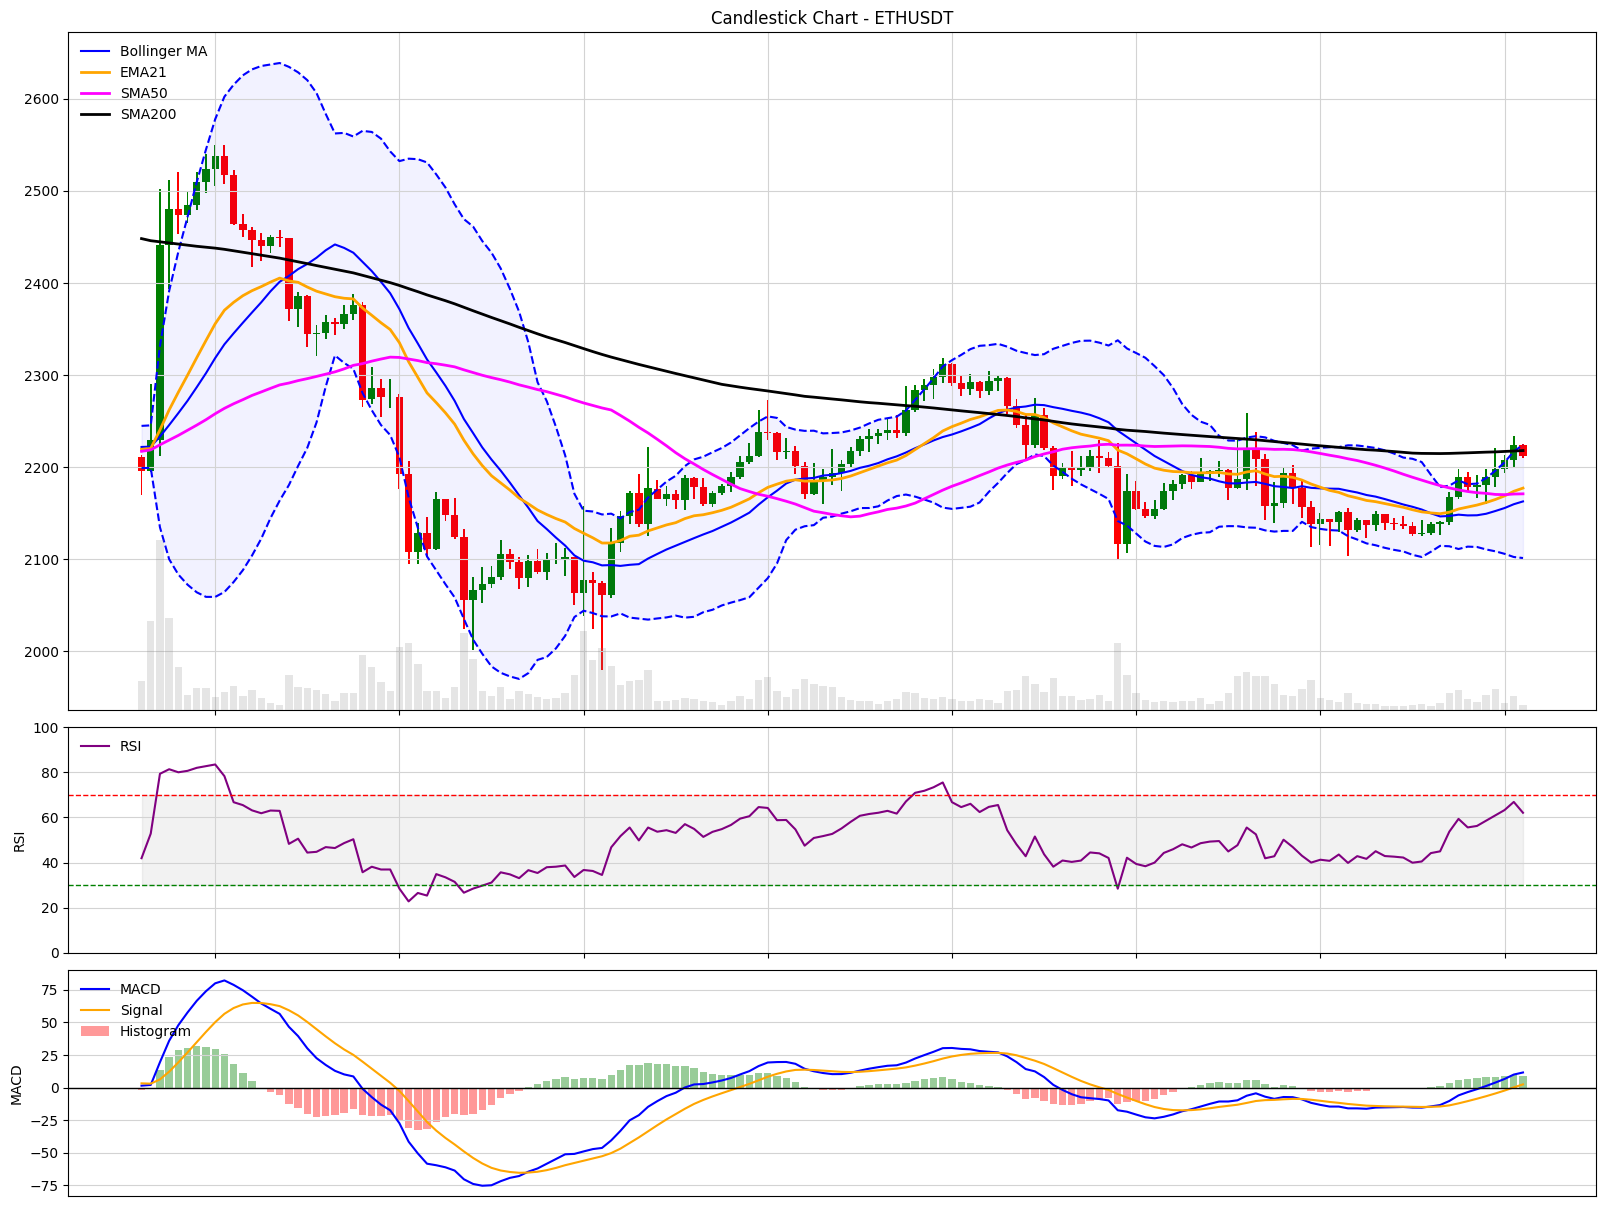 Candlestick Chart - ETHUSDT
Bollinger MA
EMA21
SMA50
SMA200
2600
2500
2400
2300
2200
2100
2000
RSI
100
80
60
40
20
0
RSI
MACD
Signal
Histogram
75
50
25
0
−25
−50
−75
MACD